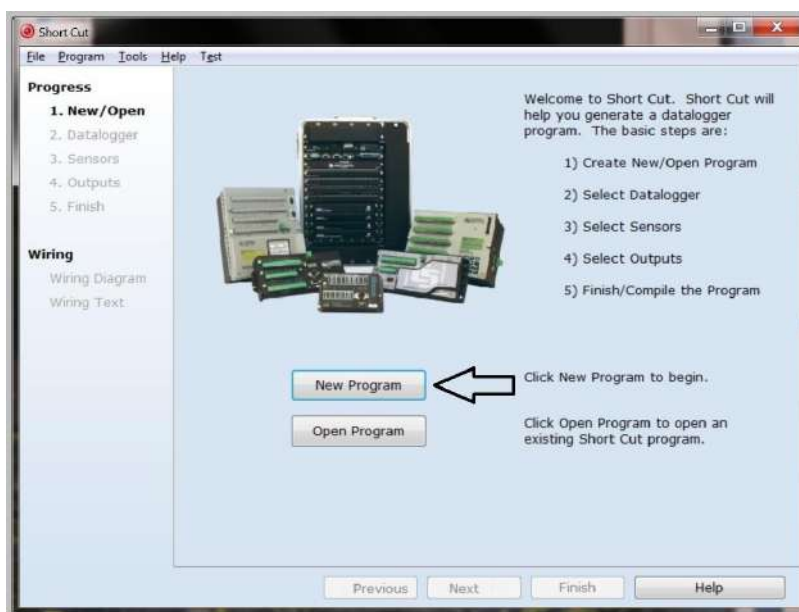 Short Cut
File Program Tools Help Test
Progress
1. New/Open
2. Datalogger
3. Sensors
4. Outputs
5. Finish
Wiring
Wiring Diagram
Wiring Text
Welcome to Short Cut. Short Cut will
help you generate a datalogger
program. The basic steps are:
1) Create New/Open Program
2) Select Datalogger
3) Select Sensors
4) Select Outputs
5) Finish/Compile the Program
New Program
Click New Program to begin.
Open Program
Click Open Program to open an
existing Short Cut program.
Previous Next Finish Help